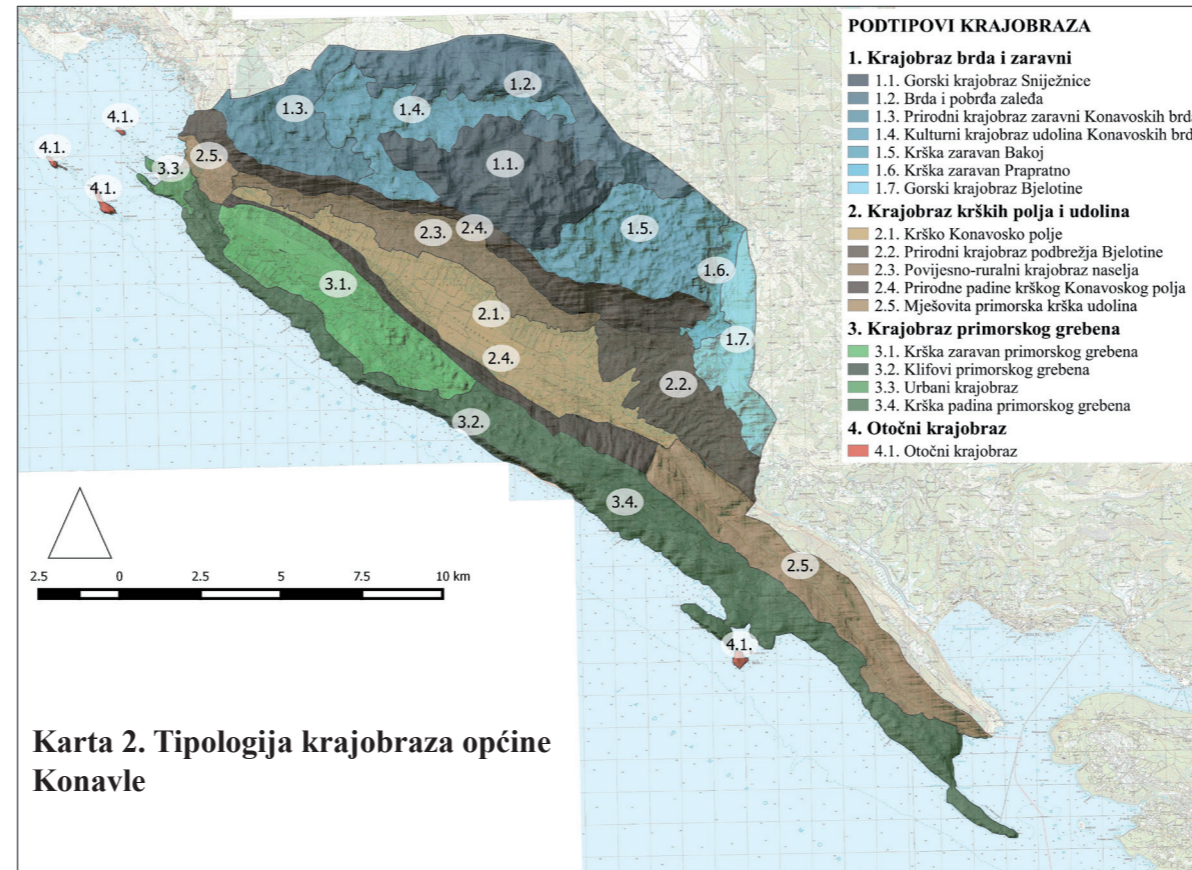 PODTIPOVI KRAJOBRAZA
1. Krajobraz brda i zaravni
1.1. Gorski krajobraz Sniježnice
1.2. Brda i pobrđa zaleđa
1.3. Prirodni krajobraz zaravni Konavoskih brda
1.4. Kulturni krajobraz udolina Konavoskih brda
1.5. Krška zaravan Bakoj
1.6. Krška zaravan Prapratno
1.7. Gorski krajobraz Bjelotine
2. Krajobraz krških polja i udolina
2.1. Krško Konavosko polje
2.2. Prirodni krajobraz podbrežja Bjelotine
2.3. Povijesno-ruralni krajobraz naselja
2.4. Prirodne padine krškog Konavoskog polja
2.5. Mješovita primorska krška udolina
3. Krajobraz primorskog grebena
3.1. Krška zaravan primorskog grebena
3.2. Klifovi primorskog grebena
3.3. Urbani krajobraz
3.4. Krška padina primorskog grebena
4. Otočni krajobraz
4.1. Otočni krajobraz
1.2.
1.3.
1.4.
4.1.
4.1.
2.5.
3.3.
1.1.
4.1.
2.3.
2.4.
1.5.
1.6.
3.1.
2.1.
1.7.
2.4.
2.2.
3.2.
3.4.
2.5.
4.1.
2.5 0 2.5 5 7.5 10 km
Karta 2. Tipologija krajobraza općine
Konavle